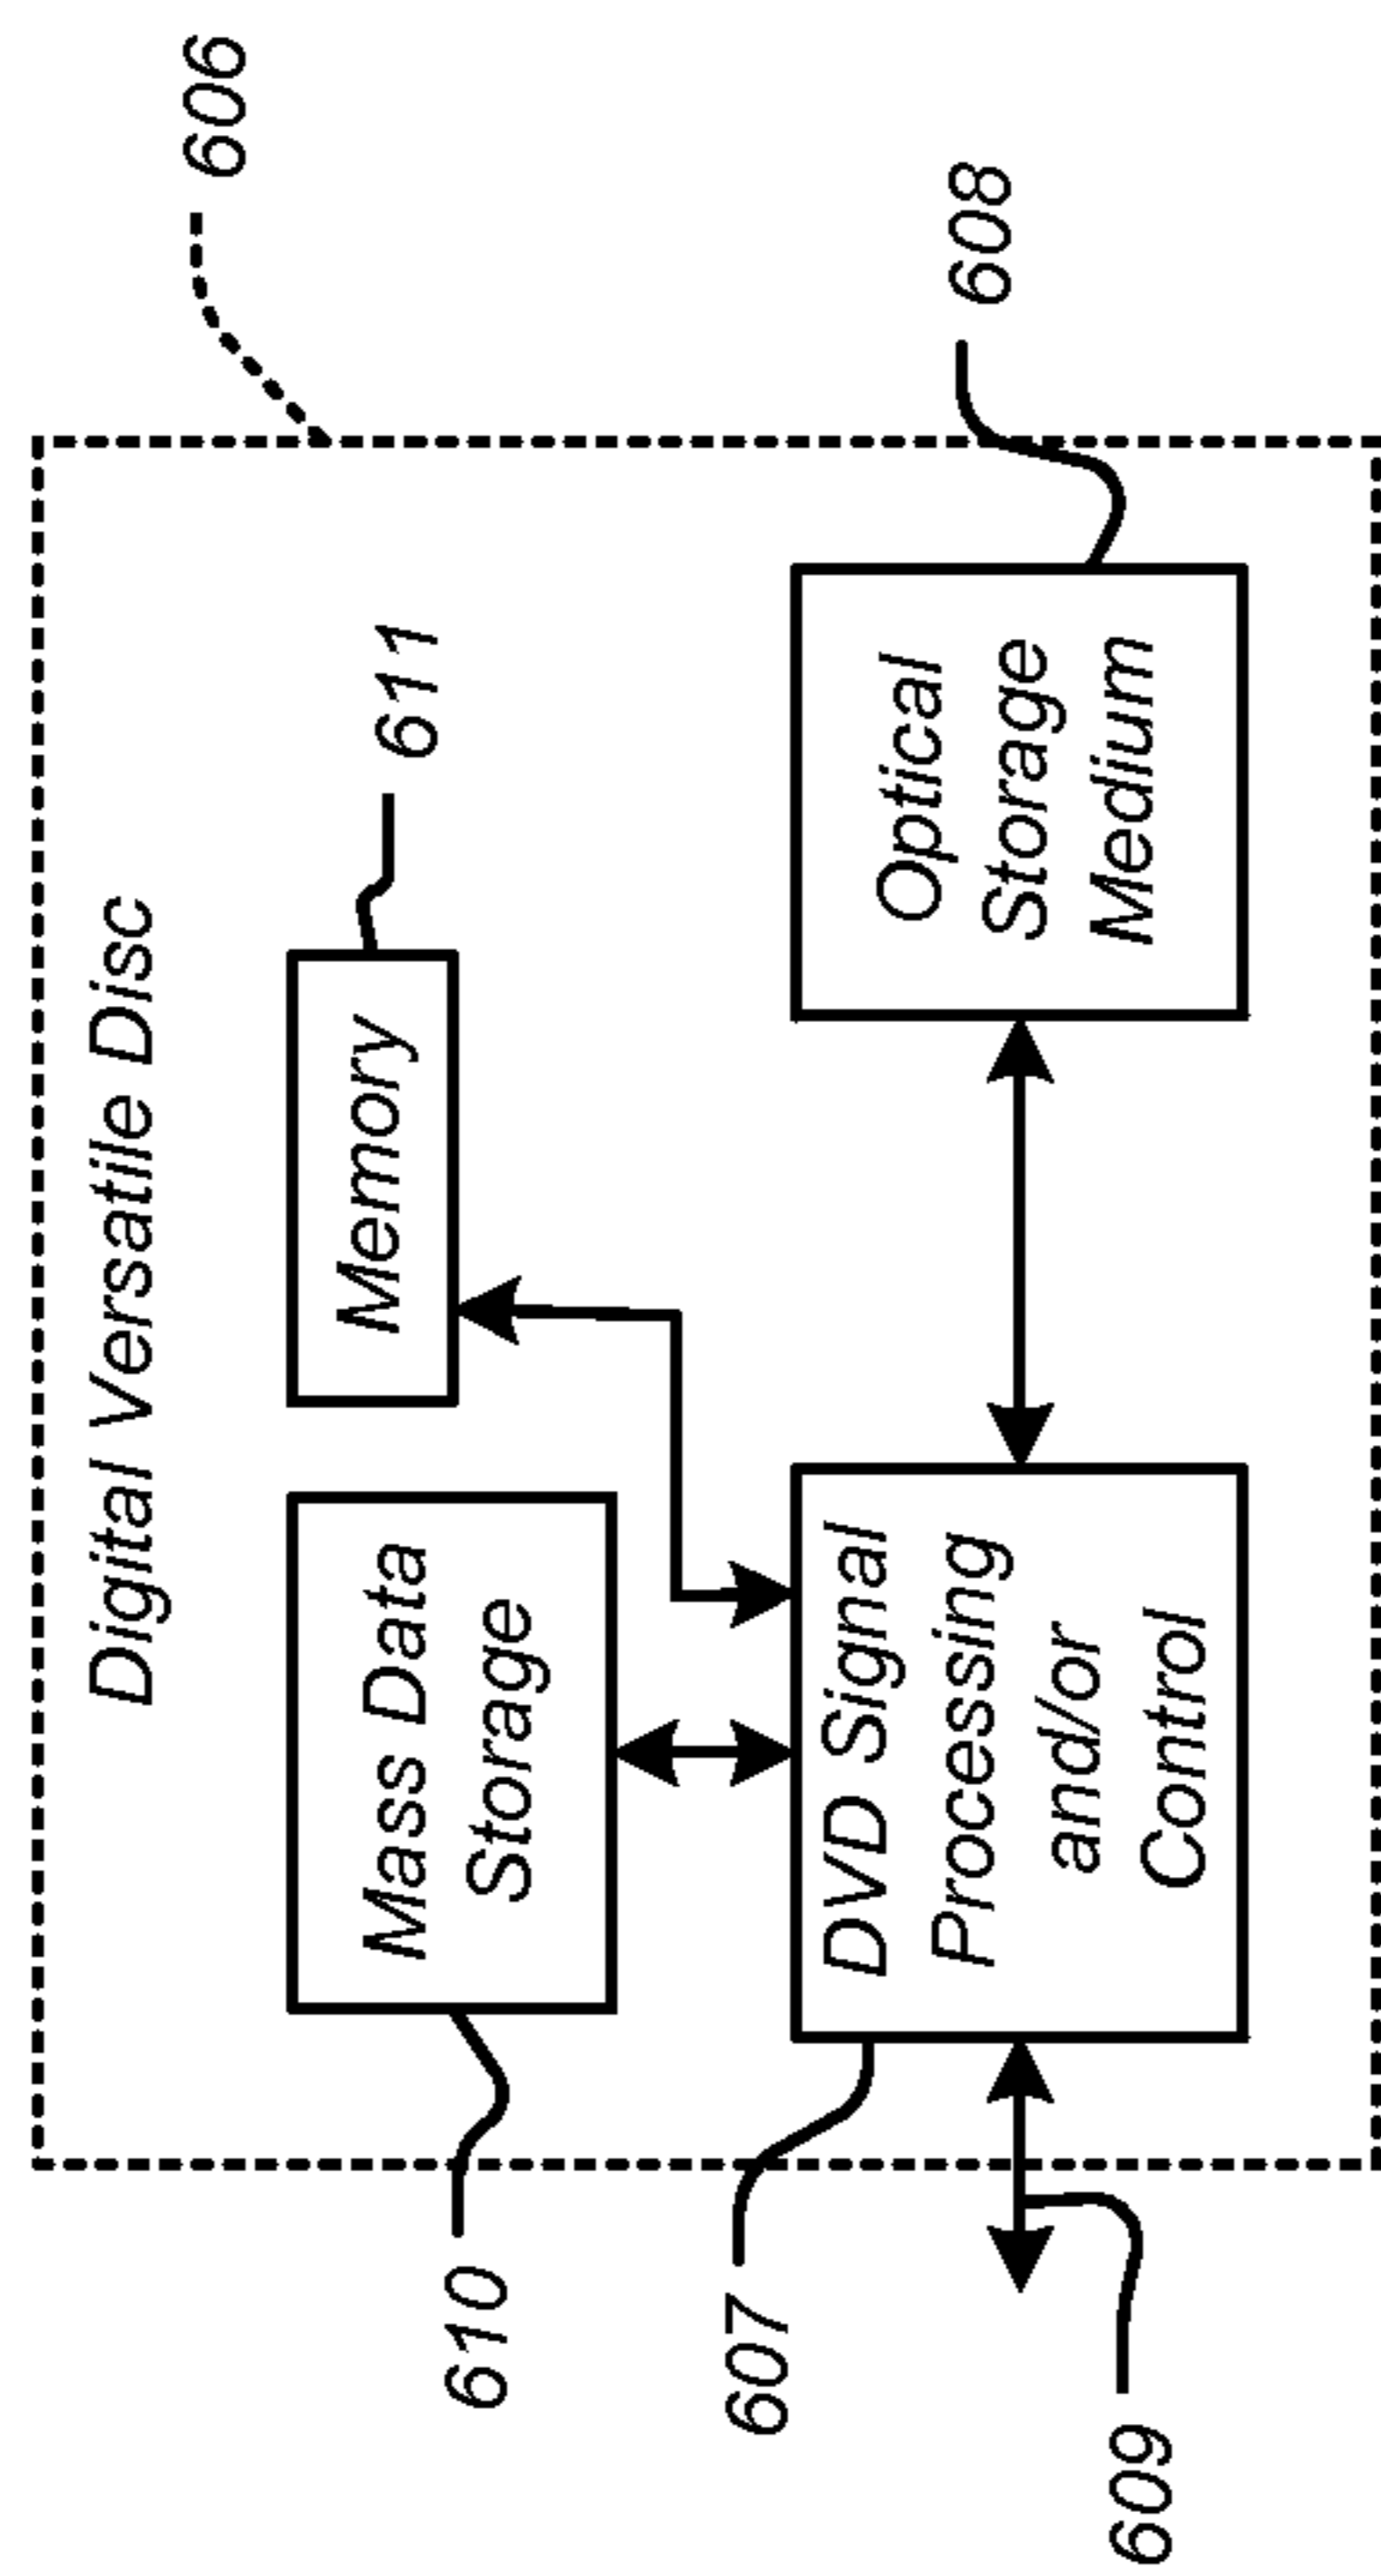 Digital Versatile Disc
606
Mass Data
Storage
610
Memory
611
DVD Signal
Processing
and/or
Control
607
Optical
Storage
Medium
608
609